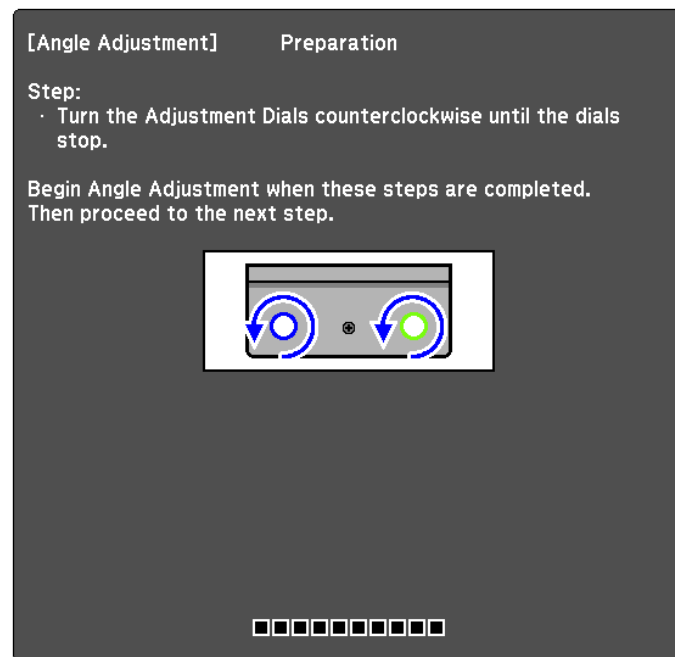 [Angle Adjustment] Preparation
Step:
· Turn the Adjustment Dials counterclockwise until the dials
stop.
Begin Angle Adjustment when these steps are completed.
Then proceed to the next step.